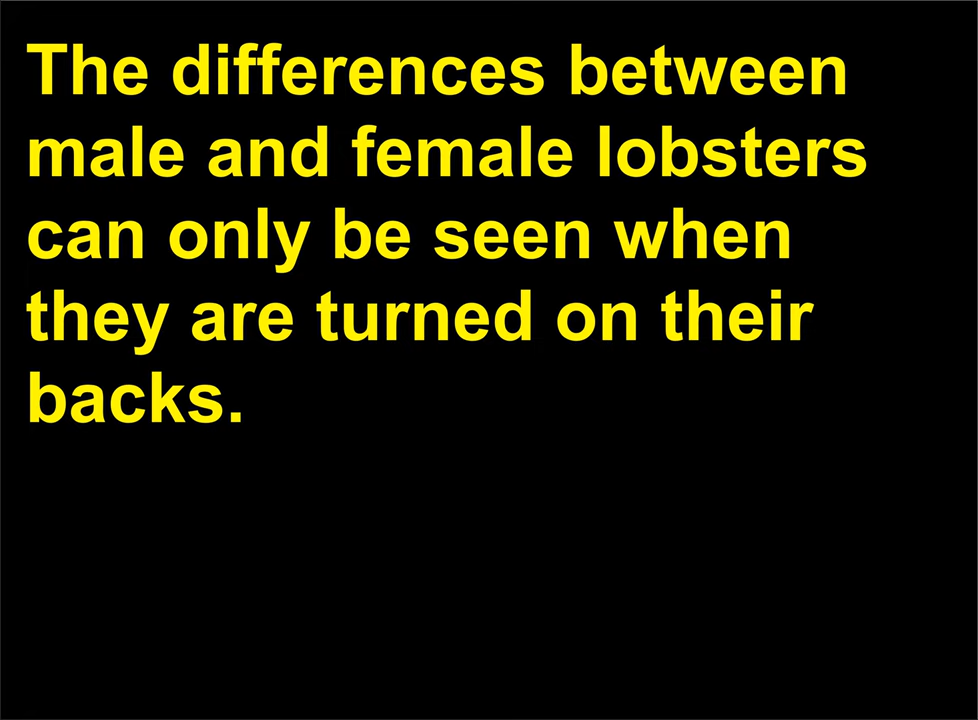 The differences between
male and female lobsters
can only be seen when
they are turned on their
backs.